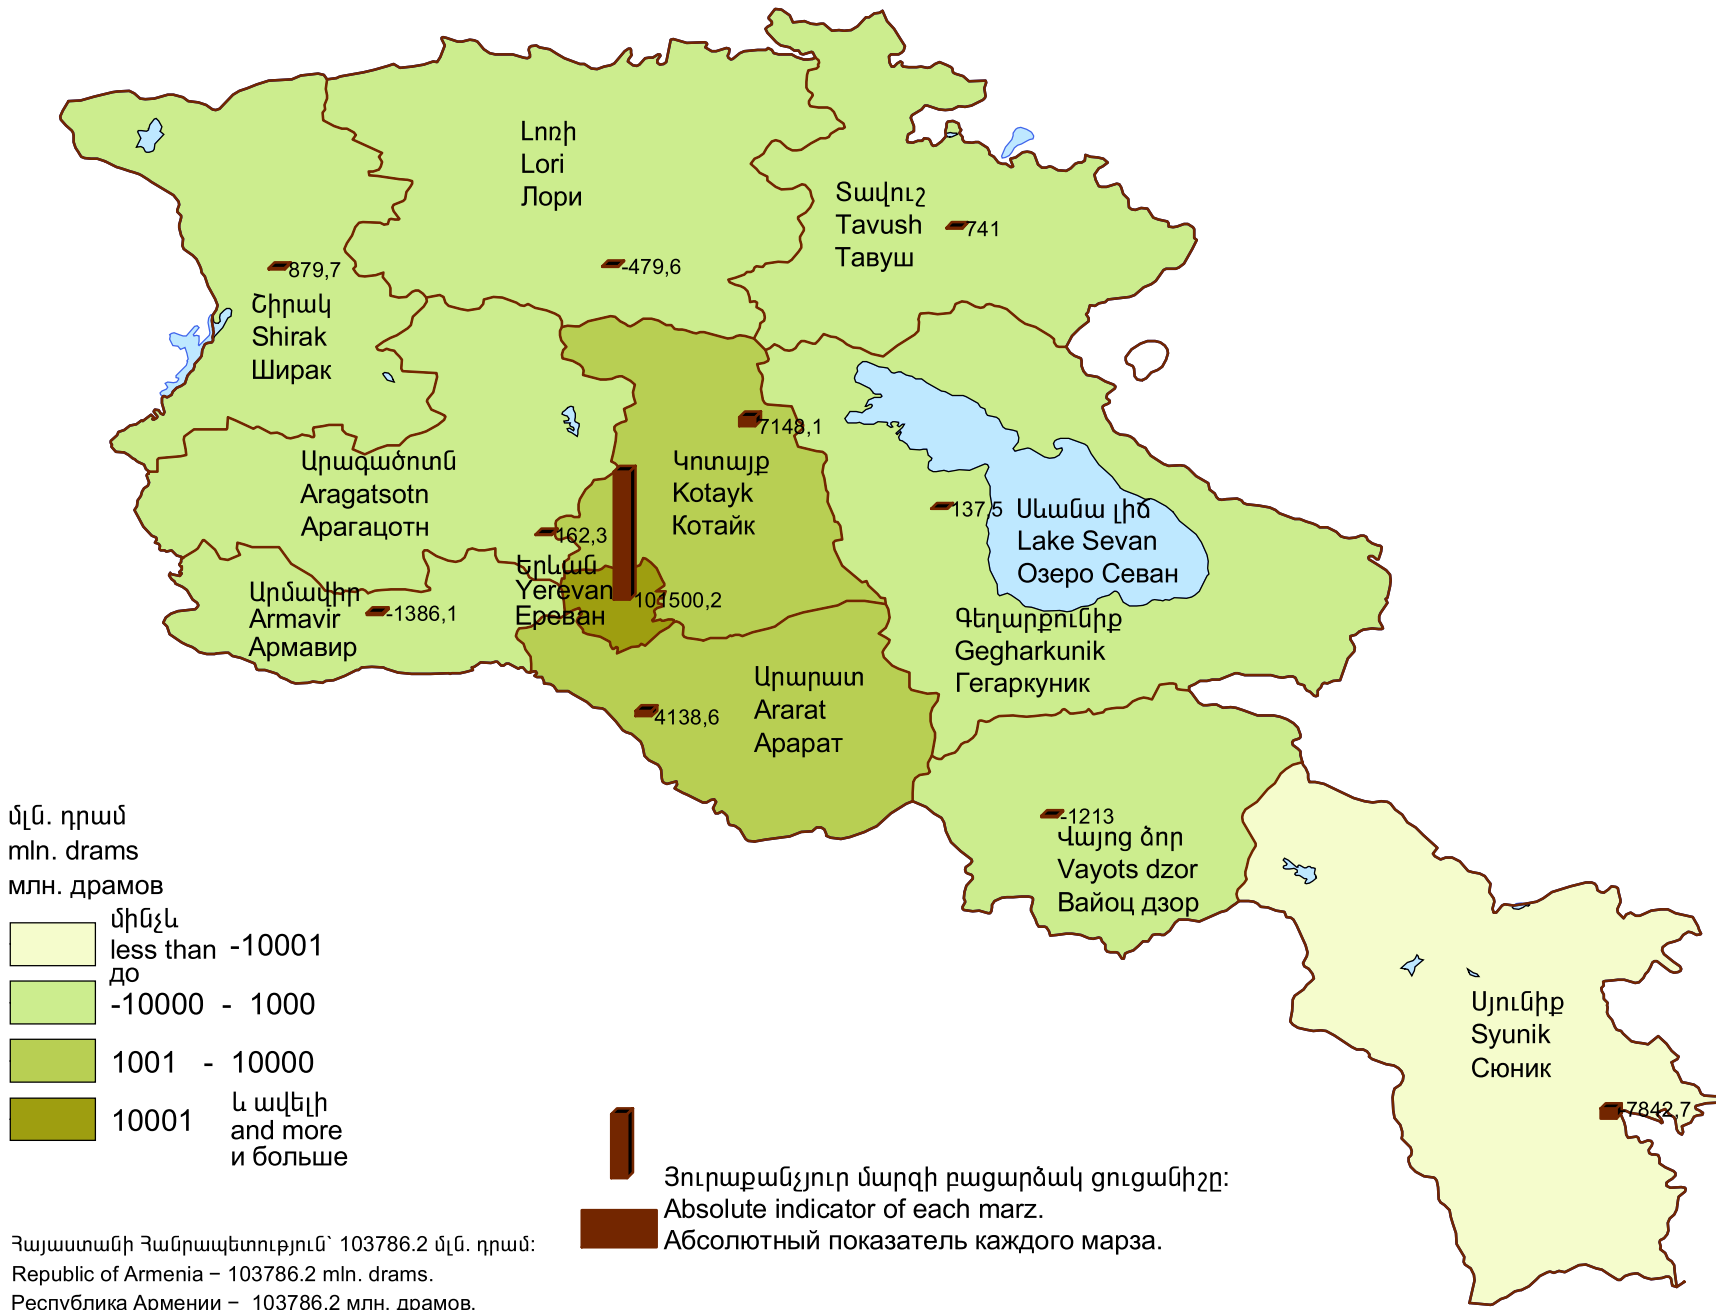 Լոռի
Lori
Лори
-479,6
Տավուշ
Tavush
Тавуш
741
879,7
Շիրակ
Shirak
Ширак
7148,1
Կոտայք
Kotayk
Котайк
Արագածոտն
Aragatsotn
Арагацотн
162,3
137,5
Սևանա լիճ
Lake Sevan
Озеро Севан
Երևան
Yerevan
Ереван
Արմավիր
Armavir
Армавир
-1386,1
Գեղարքունիք
Gegharkunik
Гегаркуник
Արարատ
Ararat
Арарат
4138,6
-1213
Վայոց ձոր
Vayots dzor
Вайоц дзор
Սյունիք
Syunik
Сюник
մլն. դրամ
mln. drams
млн. драмов
մինչև
less than -10001
до
-10000 - 1000
1001 - 10000
10001
և ավելի
and more
и больше
Յուրաքանչյուր մարզի բացարձակ ցուցանիշը:
Absolute indicator of each marz.
Абсолютный показатель каждого марза.
Հայաստանի Հանրապետություն՝ 103786.2 մլն. դրամ:
Republic of Armenia − 103786.2 mln. drams.
Республика Армении − 103786.2 млн. драмов.